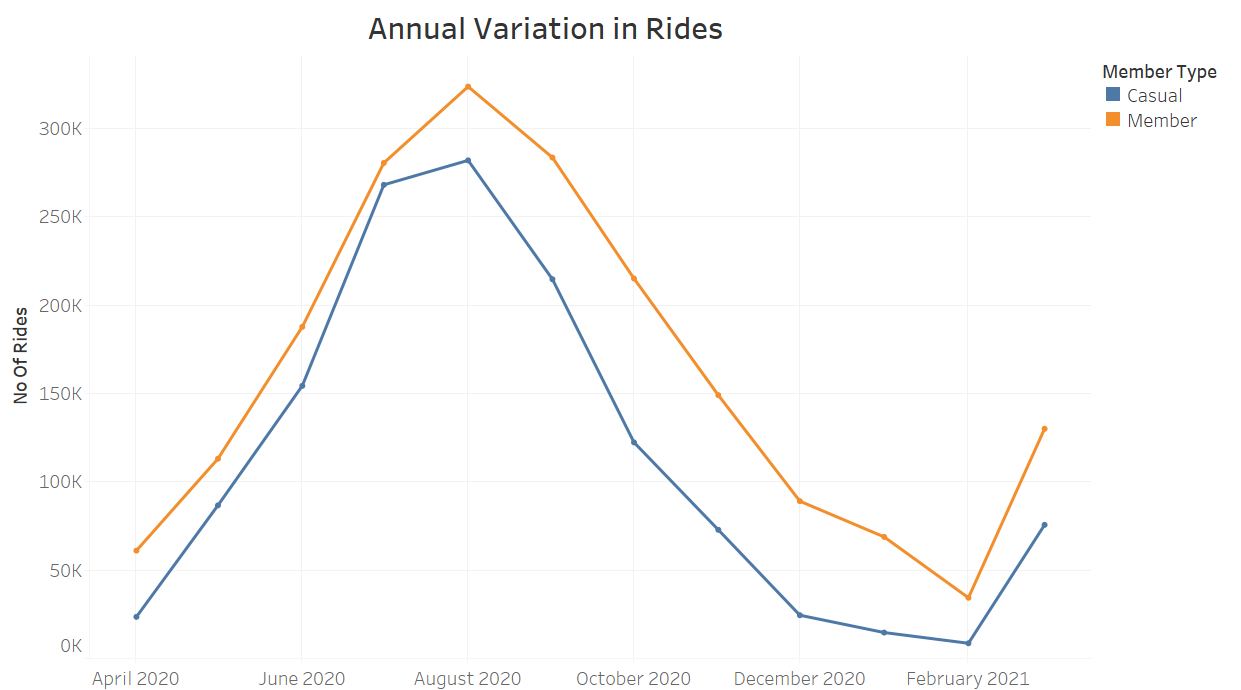 Annual Variation in Rides
Member Type
Casual
Member
No Of Rides
300K
250K
200K
150K
100K
50K
0K
April 2020
June 2020
August 2020
October 2020
December 2020
February 2021